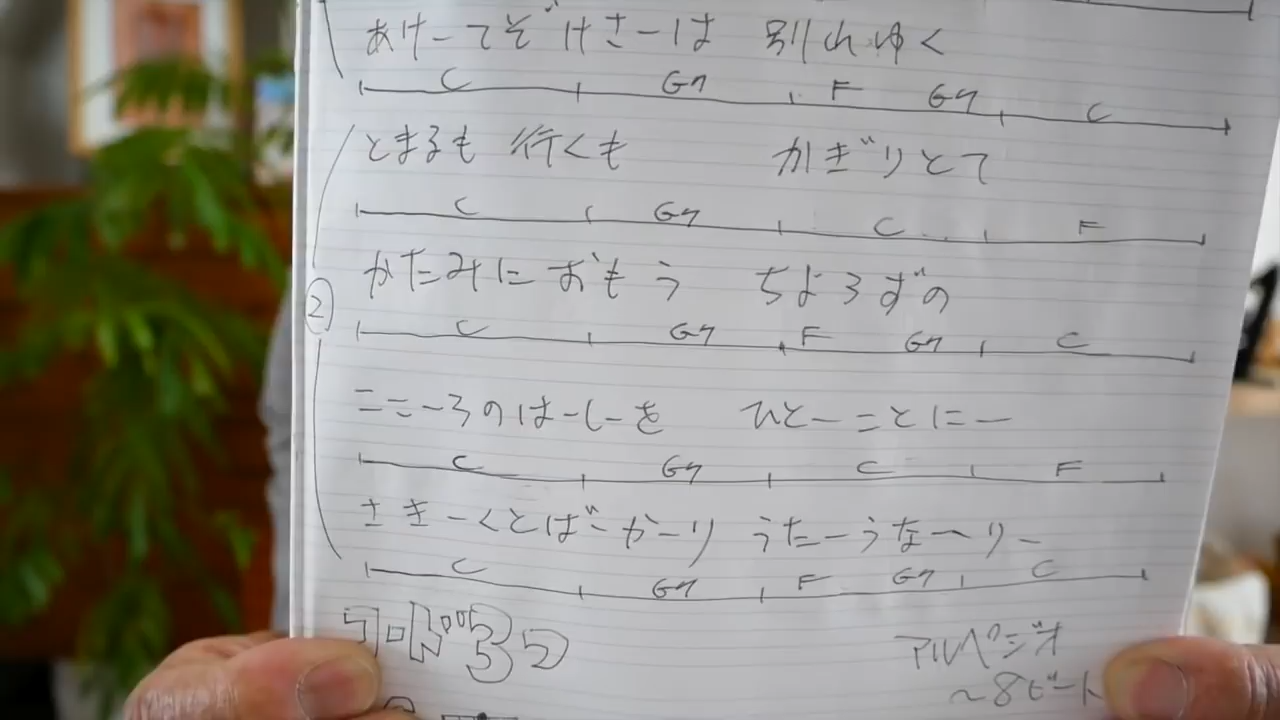 あけーてぞけさーは 別れゆく
C G7 F G7 C
とまるも 行くも かぎりとて
C G7 C F
かたみに おもう ちよろずの
② C G7 F G7 C
こころのはーしーを ひとーことにー
C G7 C F
さきーくとばーかーり うたーうなーりー
C G7 F G7 C
コード3つ アルペジオ
〜8ビート